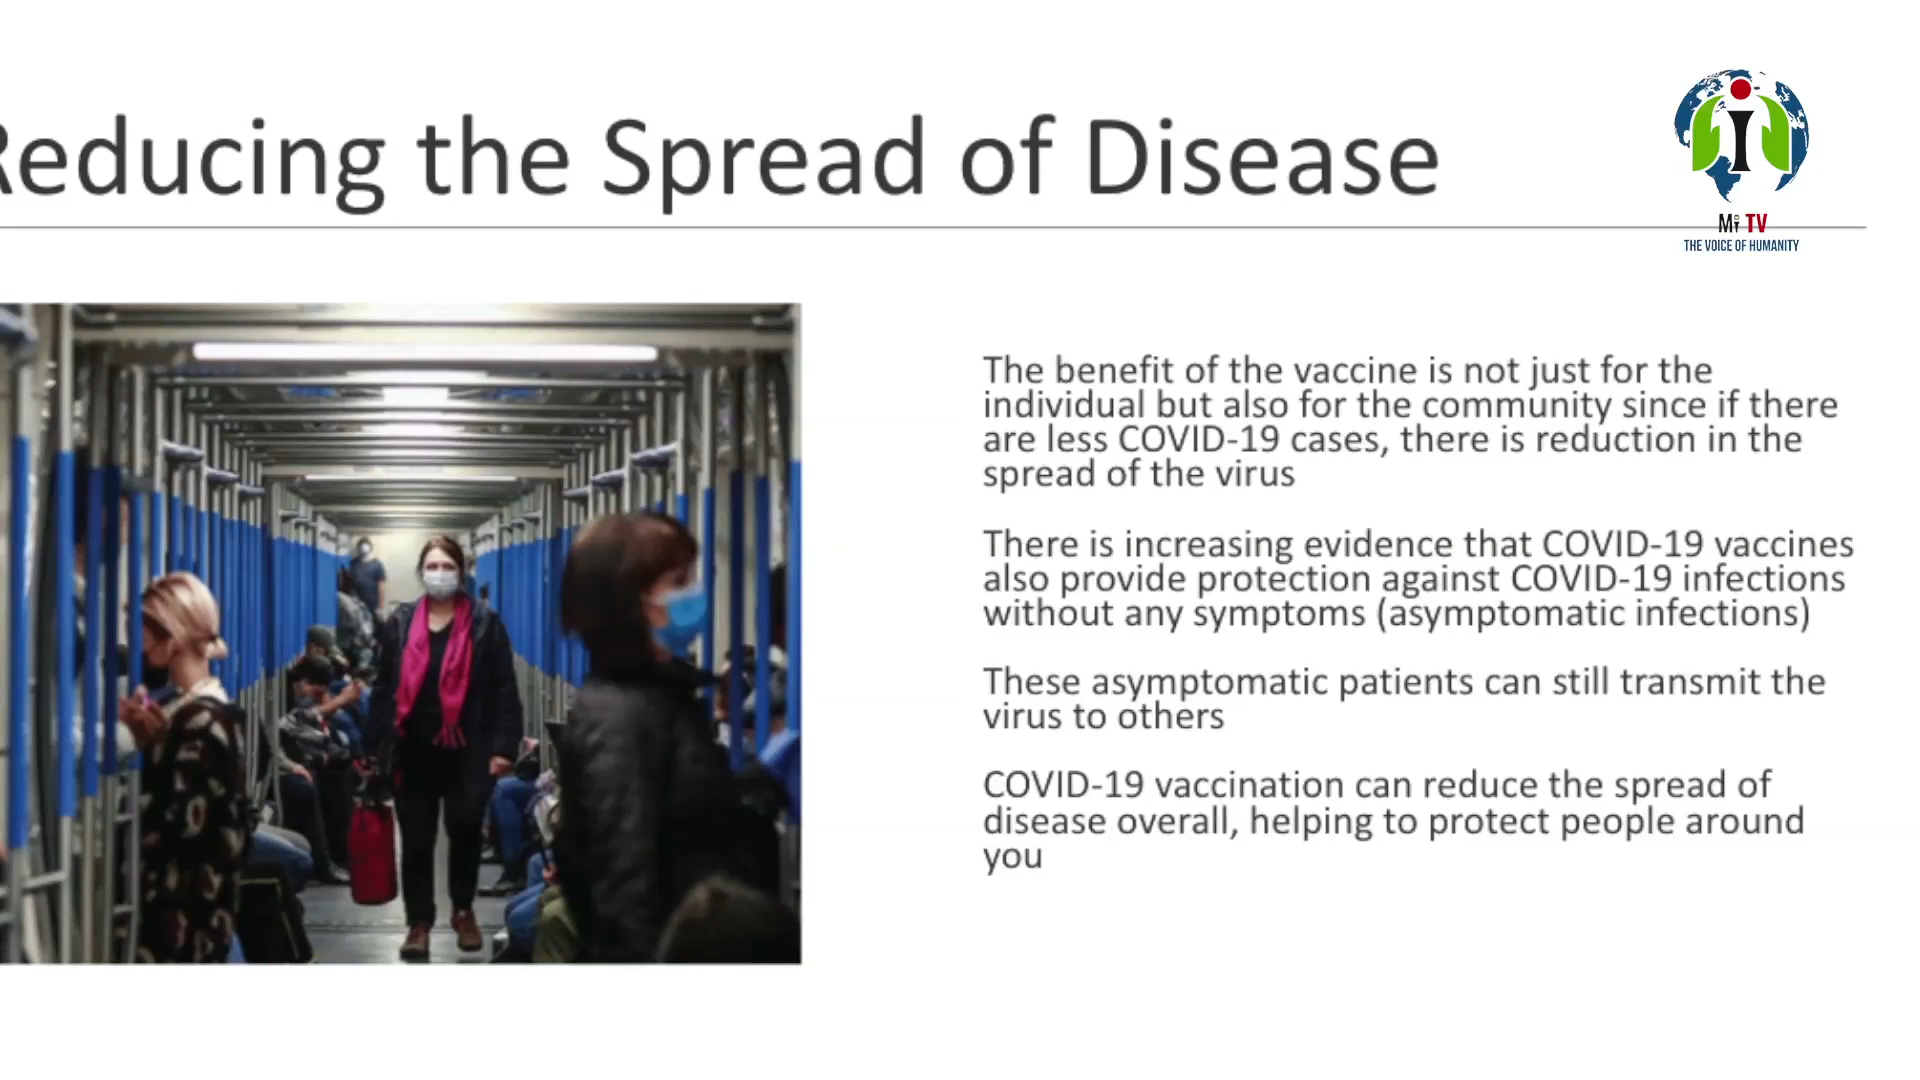 Reducing the Spread of Disease
Mi TV
THE VOICE OF HUMANITY
The benefit of the vaccine is not just for the
individual but also for the community since if there
are less COVID-19 cases, there is reduction in the
spread of the virus
There is increasing evidence that COVID-19 vaccines
also provide protection against COVID-19 infections
without any symptoms (asymptomatic infections)
These asymptomatic patients can still transmit the
virus to others
COVID-19 vaccination can reduce the spread of
disease overall, helping to protect people around
you